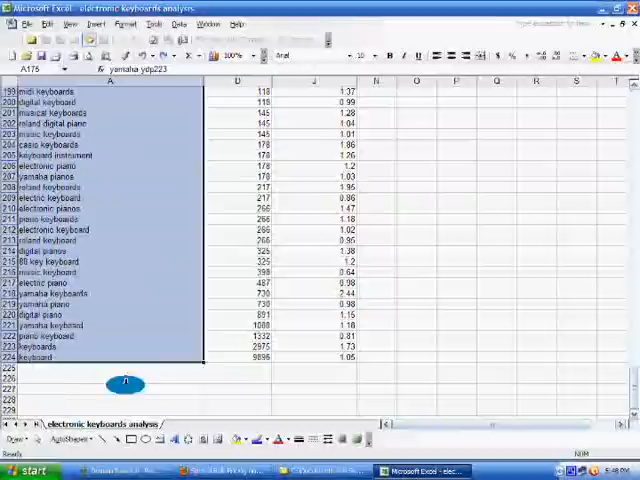 Microsoft Excel - electronic keyboards analysis
File Edit View Insert Format Tools Data Window Help
100%
Arial 10 B I U $ %
A175 yamaha ydp223
A D J N O P Q R S T
199 midi keyboards 118 1.37
200 digital keyboard 118 0.99
201 musical keyboards 145 1.28
202 roland digital piano 145 1.04
203 music keyboards 145 1.01
204 casio keyboards 178 1.86
205 keyboard instrument 178 1.26
206 electronic piano 178 1.2
207 yamaha pianos 178 1.03
208 roland keyboards 217 1.95
209 electric keyboard 217 0.86
210 electronic pianos 266 1.47
211 piano keyboards 266 1.18
212 electronic keyboard 266 1.02
213 roland keyboard 266 0.95
214 digital pianos 325 1.38
215 88 key keyboard 325 1.2
216 music keyboard 398 0.64
217 electric piano 487 0.98
218 yamaha keyboards 730 2.44
219 yamaha piano 730 0.98
220 digital piano 891 1.15
221 yamaha keyboard 1088 1.18
222 piano keyboard 1332 0.81
223 keyboards 2975 1.73
224 keyboard 9896 1.05
225
226
227
228
229
electronic keyboards analysis
Draw AutoShapes
Ready NUM
start Microsoft Excel - elec... 5:48 PM